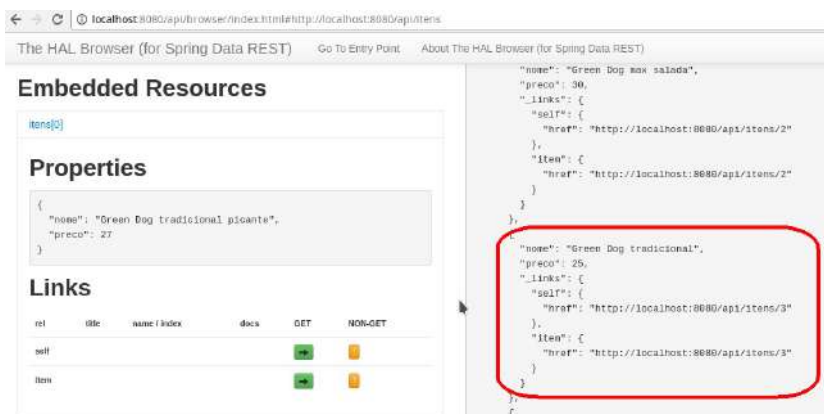 localhost:8080/api/browser/index.html#http://localhost:8080/api/itens
The HAL Browser (for Spring Data REST) Go To Entry Point About The HAL Browser (for Spring Data REST)
Embedded Resources
itens[0]
Properties
{
"nome": "Green Dog tradicional picante",
"preco": 27
}
Links
rel title name / index docs GET NON-GET
self
item
"nome": "Green Dog max salada",
"preco": 30,
"_links": {
"self": {
"href": "http://localhost:8080/api/itens/2"
},
"item": {
"href": "http://localhost:8080/api/itens/2"
}
}
},
{
"nome": "Green Dog tradicional",
"preco": 25,
"_links": {
"self": {
"href": "http://localhost:8080/api/itens/3"
},
"item": {
"href": "http://localhost:8080/api/itens/3"
}
}
},
{